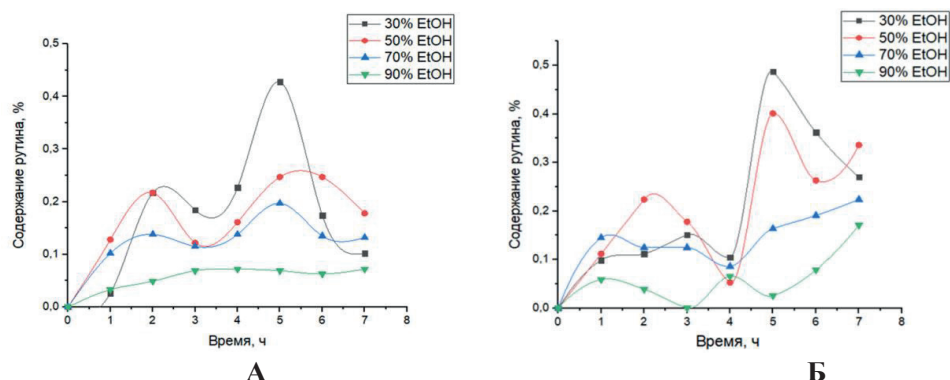 30% EtOH
50% EtOH
70% EtOH
90% EtOH
0,5
0,4
0,3
0,2
0,1
0,0
Содержание рутина, %
0 1 2 3 4 5 6 7 8
Время, ч
А
30% EtOH
50% EtOH
70% EtOH
90% EtOH
0,5
0,4
0,3
0,2
0,1
0,0
Содержание рутина, %
0 1 2 3 4 5 6 7 8
Время, ч
Б